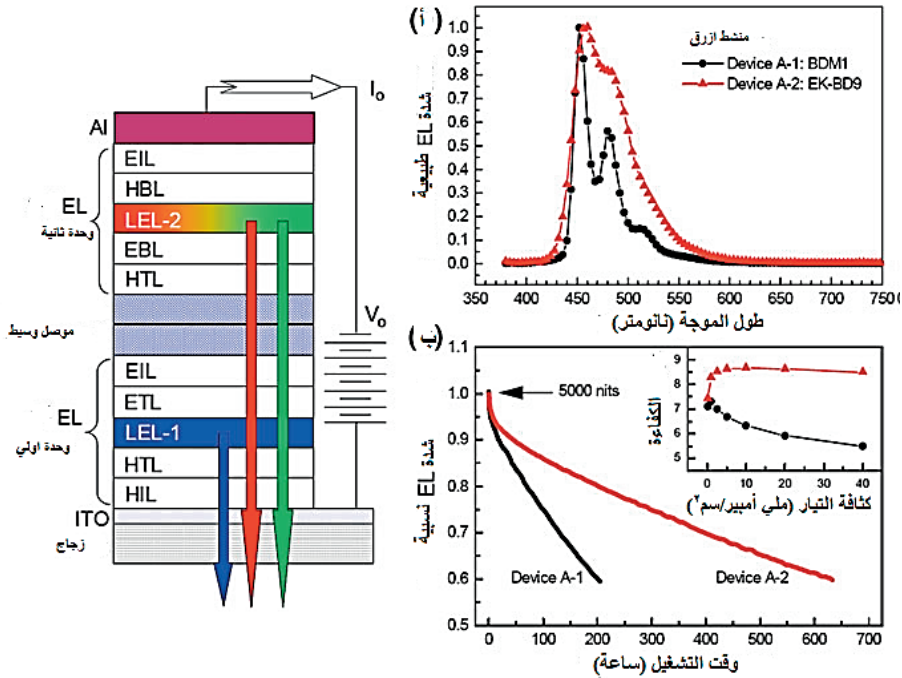 I₀
Al
EIL
HBL
EL
وحدة ثانية
LEL-2
EBL
HTL
V₀
موصل وسيط
EIL
ETL
EL
وحدة اولي
LEL-1
HTL
HIL
ITO
زجاج
(أ)
منشط ازرق
Device A-1: BDM1
Device A-2: EK-BD9
شدة EL طبيعية
1.0
0.9
0.8
0.7
0.6
0.5
0.4
0.3
0.2
0.1
0.0
350 400 450 500 550 600 650 700 750
طول الموجة (نانومتر)
(ب)
شدة EL نسبية
1.1
1.0
0.9
0.8
0.7
0.6
0.5
5000 nits
Device A-1
Device A-2
0 100 200 300 400 500 600 700
وقت التشغيل (ساعة)
الكفاءة
9
8
7
6
5
0 10 20 30 40
كثافة التيار (ملي أمبير/سم٢)